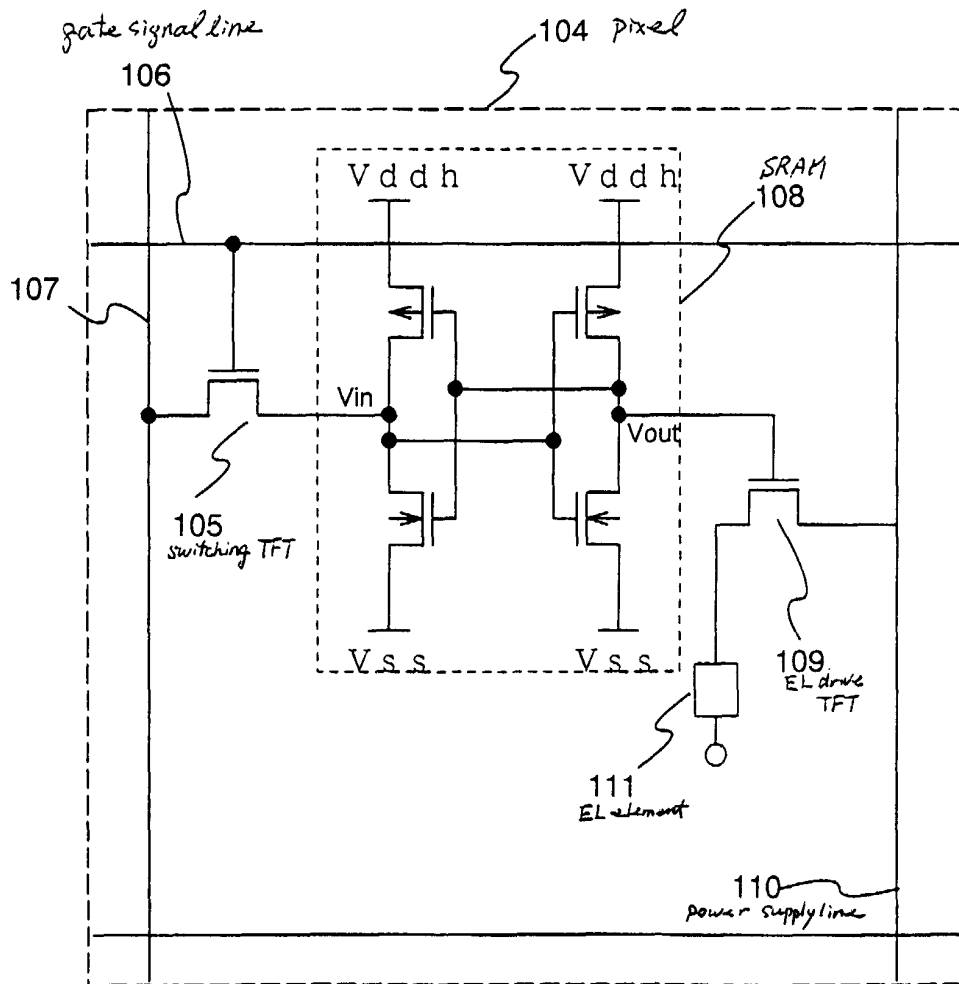 gate signal line
106
104 pixel
Vddh
Vddh
SRAM
108
107
Vin
Vout
105
switching TFT
Vss
Vss
109
EL drive
TFT
111
EL element
110
power supply line